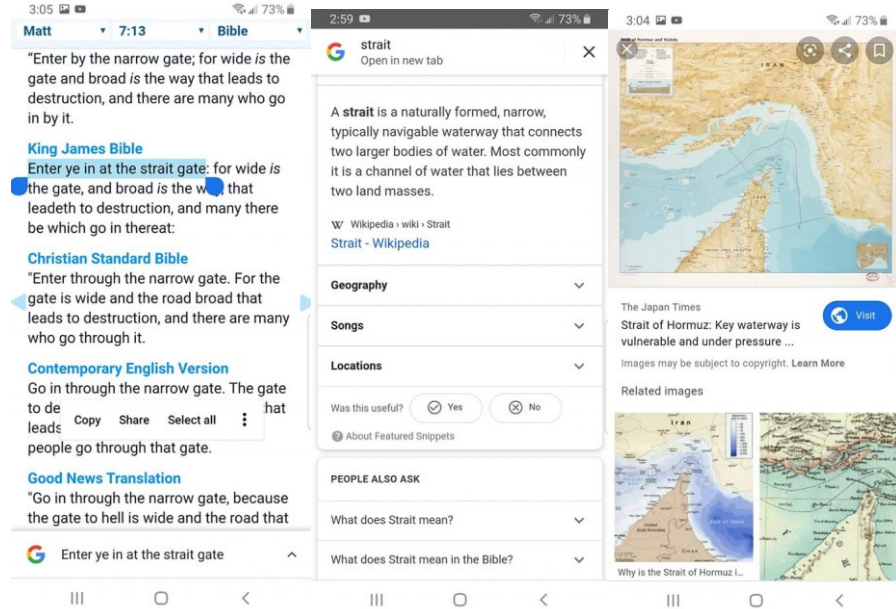 3:05 73%
Matt 7:13 Bible
“Enter by the narrow gate; for wide is the
gate and broad is the way that leads to
destruction, and there are many who go
in by it.
King James Bible
Enter ye in at the strait gate: for wide is
the gate, and broad is the way, that
leadeth to destruction, and many there
be which go in thereat:
Christian Standard Bible
"Enter through the narrow gate. For the
gate is wide and the road broad that
leads to destruction, and there are many
who go through it.
Contemporary English Version
Go in through the narrow gate. The gate
to de
hat
leads
Copy Share Select all
people go through that gate.
Good News Translation
"Go in through the narrow gate, because
the gate to hell is wide and the road that
G Enter ye in at the strait gate
2:59 73%
G strait
Open in new tab
A strait is a naturally formed, narrow,
typically navigable waterway that connects
two larger bodies of water. Most commonly
it is a channel of water that lies between
two land masses.
W Wikipedia › wiki › Strait
Strait - Wikipedia
Geography
Songs
Locations
Was this useful? Yes No
About Featured Snippets
PEOPLE ALSO ASK
What does Strait mean?
What does Strait mean in the Bible?
3:04 73%
Strait of Hormuz and Vicinity
IRAN
The Japan Times
Strait of Hormuz: Key waterway is
vulnerable and under pressure ...
Visit
Images may be subject to copyright. Learn More
Related images
Iran
United
Arab Emirates
Oman
Gulf of Oman
Why is the Strait of Hormuz i...